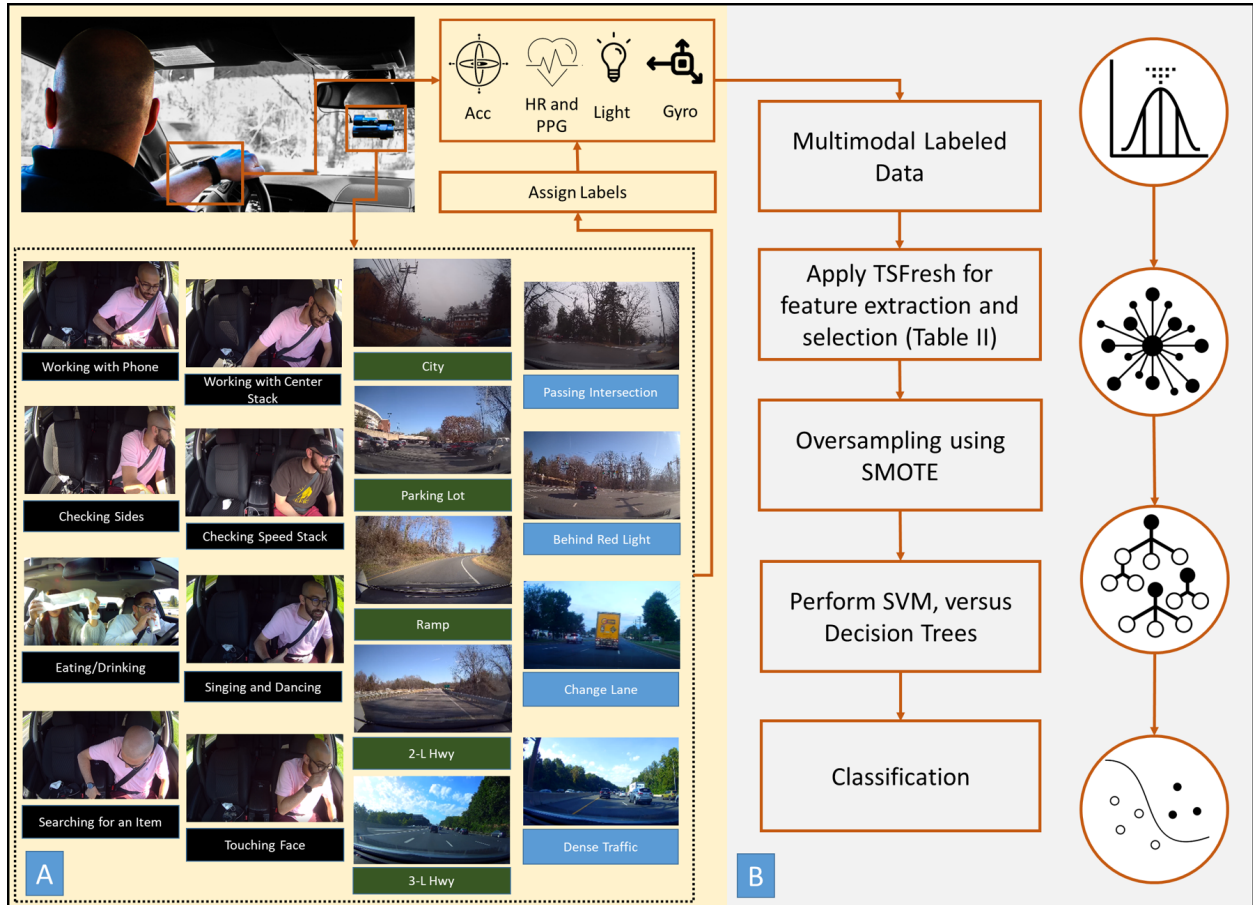 Acc
HR and
PPG
Light
Gyro
Assign Labels
Working with Phone
Working with Center
Stack
City
Passing Intersection
Checking Sides
Checking Speed Stack
Parking Lot
Behind Red Light
Eating/Drinking
Singing and Dancing
Ramp
Change Lane
Searching for an Item
Touching Face
2-L Hwy
3-L Hwy
Dense Traffic
A
Multimodal Labeled
Data
Apply TSFresh for
feature extraction and
selection (Table II)
Oversampling using
SMOTE
Perform SVM, versus
Decision Trees
Classification
B